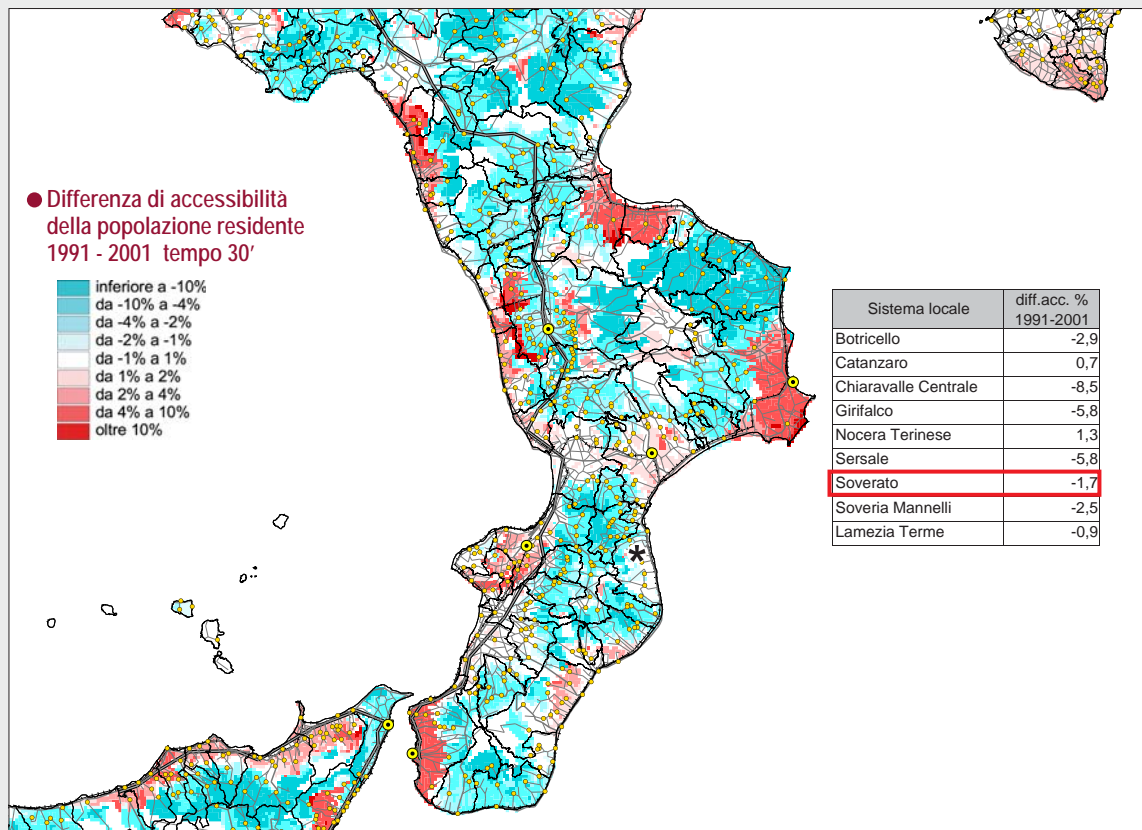 Differenza di accessibilità
della popolazione residente
1991 - 2001 tempo 30'
inferiore a -10%
da -10% a -4%
da -4% a -2%
da -2% a -1%
da -1% a 1%
da 1% a 2%
da 2% a 4%
da 4% a 10%
oltre 10%
Sistema locale diff.acc. % 1991-2001
Botricello -2,9
Catanzaro 0,7
Chiaravalle Centrale -8,5
Girifalco -5,8
Nocera Terinese 1,3
Sersale -5,8
Soverato -1,7
Soveria Mannelli -2,5
Lamezia Terme -0,9
*